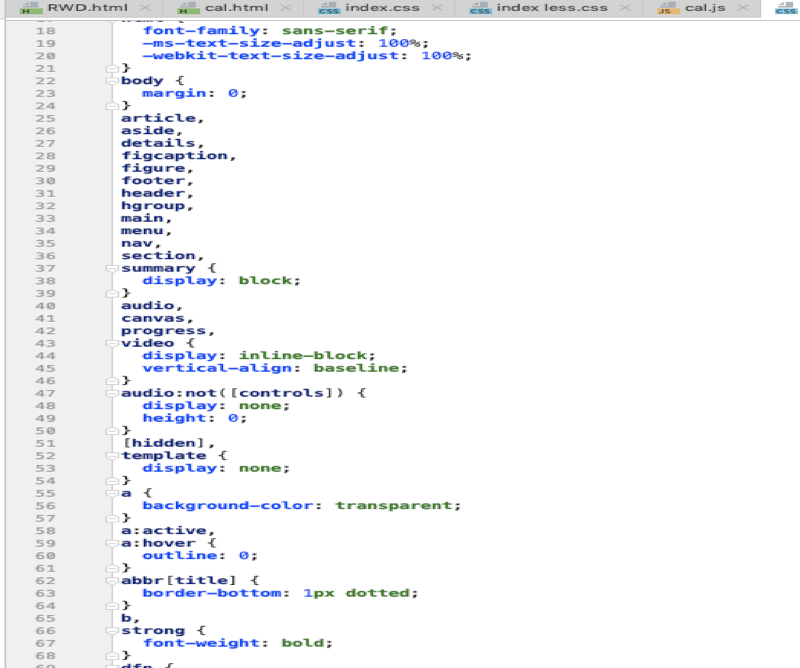 RWD.html cal.html index.css index less.css cal.js
18 font-family: sans-serif;
19 -ms-text-size-adjust: 100%;
20 -webkit-text-size-adjust: 100%;
21 }
22 body {
23 margin: 0;
24 }
25 article,
26 aside,
27 details,
28 figcaption,
29 figure,
30 footer,
31 header,
32 hgroup,
33 main,
34 menu,
35 nav,
36 section,
37 summary {
38 display: block;
39 }
40 audio,
41 canvas,
42 progress,
43 video {
44 display: inline-block;
45 vertical-align: baseline;
46 }
47 audio:not([controls]) {
48 display: none;
49 height: 0;
50 }
51 [hidden],
52 template {
53 display: none;
54 }
55 a {
56 background-color: transparent;
57 }
58 a:active,
59 a:hover {
60 outline: 0;
61 }
62 abbr[title] {
63 border-bottom: 1px dotted;
64 }
65 b,
66 strong {
67 font-weight: bold;
68 }
69 dfn {